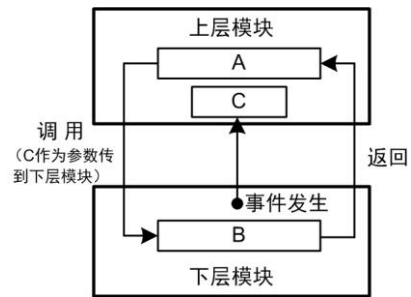 上层模块
A
C
调 用
（C作为参数传
到下层模块）
返回
事件发生
B
下层模块